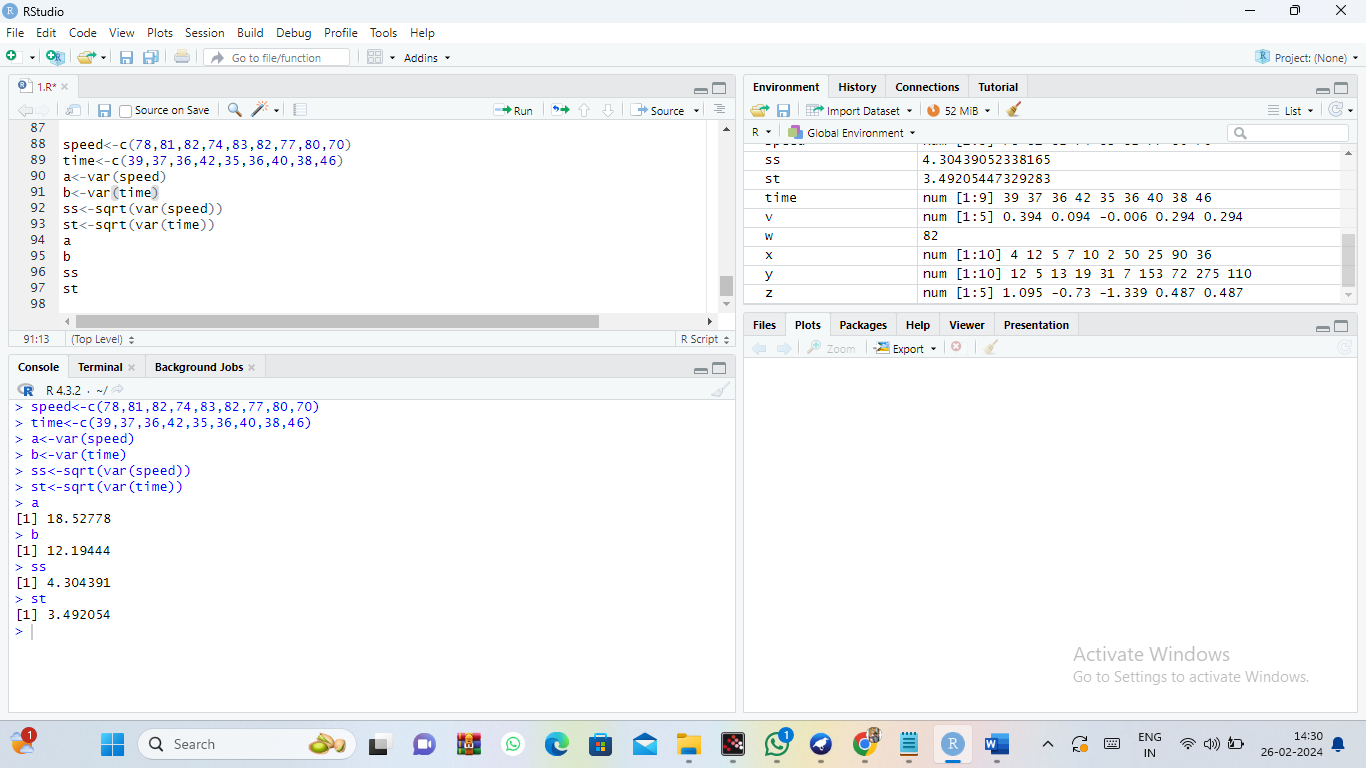 RStudio
File Edit Code View Plots Session Build Debug Profile Tools Help
Go to file/function Addins Project: (None)
1.R*
Source on Save Run Source
87
88 speed<-c(78,81,82,74,83,82,77,80,70)
89 time<-c(39,37,36,42,35,36,40,38,46)
90 a<-var(speed)
91 b<-var(time)
92 ss<-sqrt(var(speed))
93 st<-sqrt(var(time))
94 a
95 b
96 ss
97 st
98
91:13 (Top Level) R Script
Console Terminal Background Jobs
R 4.3.2 · ~/
> speed<-c(78,81,82,74,83,82,77,80,70)
> time<-c(39,37,36,42,35,36,40,38,46)
> a<-var(speed)
> b<-var(time)
> ss<-sqrt(var(speed))
> st<-sqrt(var(time))
> a
[1] 18.52778
> b
[1] 12.19444
> ss
[1] 4.304391
> st
[1] 3.492054
>
Environment History Connections Tutorial
Import Dataset 52 MiB List
R Global Environment
ss 4.30439052338165
st 3.49205447329283
time num [1:9] 39 37 36 42 35 36 40 38 46
v num [1:5] 0.394 0.094 -0.006 0.294 0.294
w 82
x num [1:10] 4 12 5 7 10 2 50 25 90 36
y num [1:10] 12 5 13 19 31 7 153 72 275 110
z num [1:5] 1.095 -0.73 -1.339 0.487 0.487
Files Plots Packages Help Viewer Presentation
Zoom Export
Activate Windows
Go to Settings to activate Windows.
1 Search 1 R W ENG 14:30
IN 26-02-2024